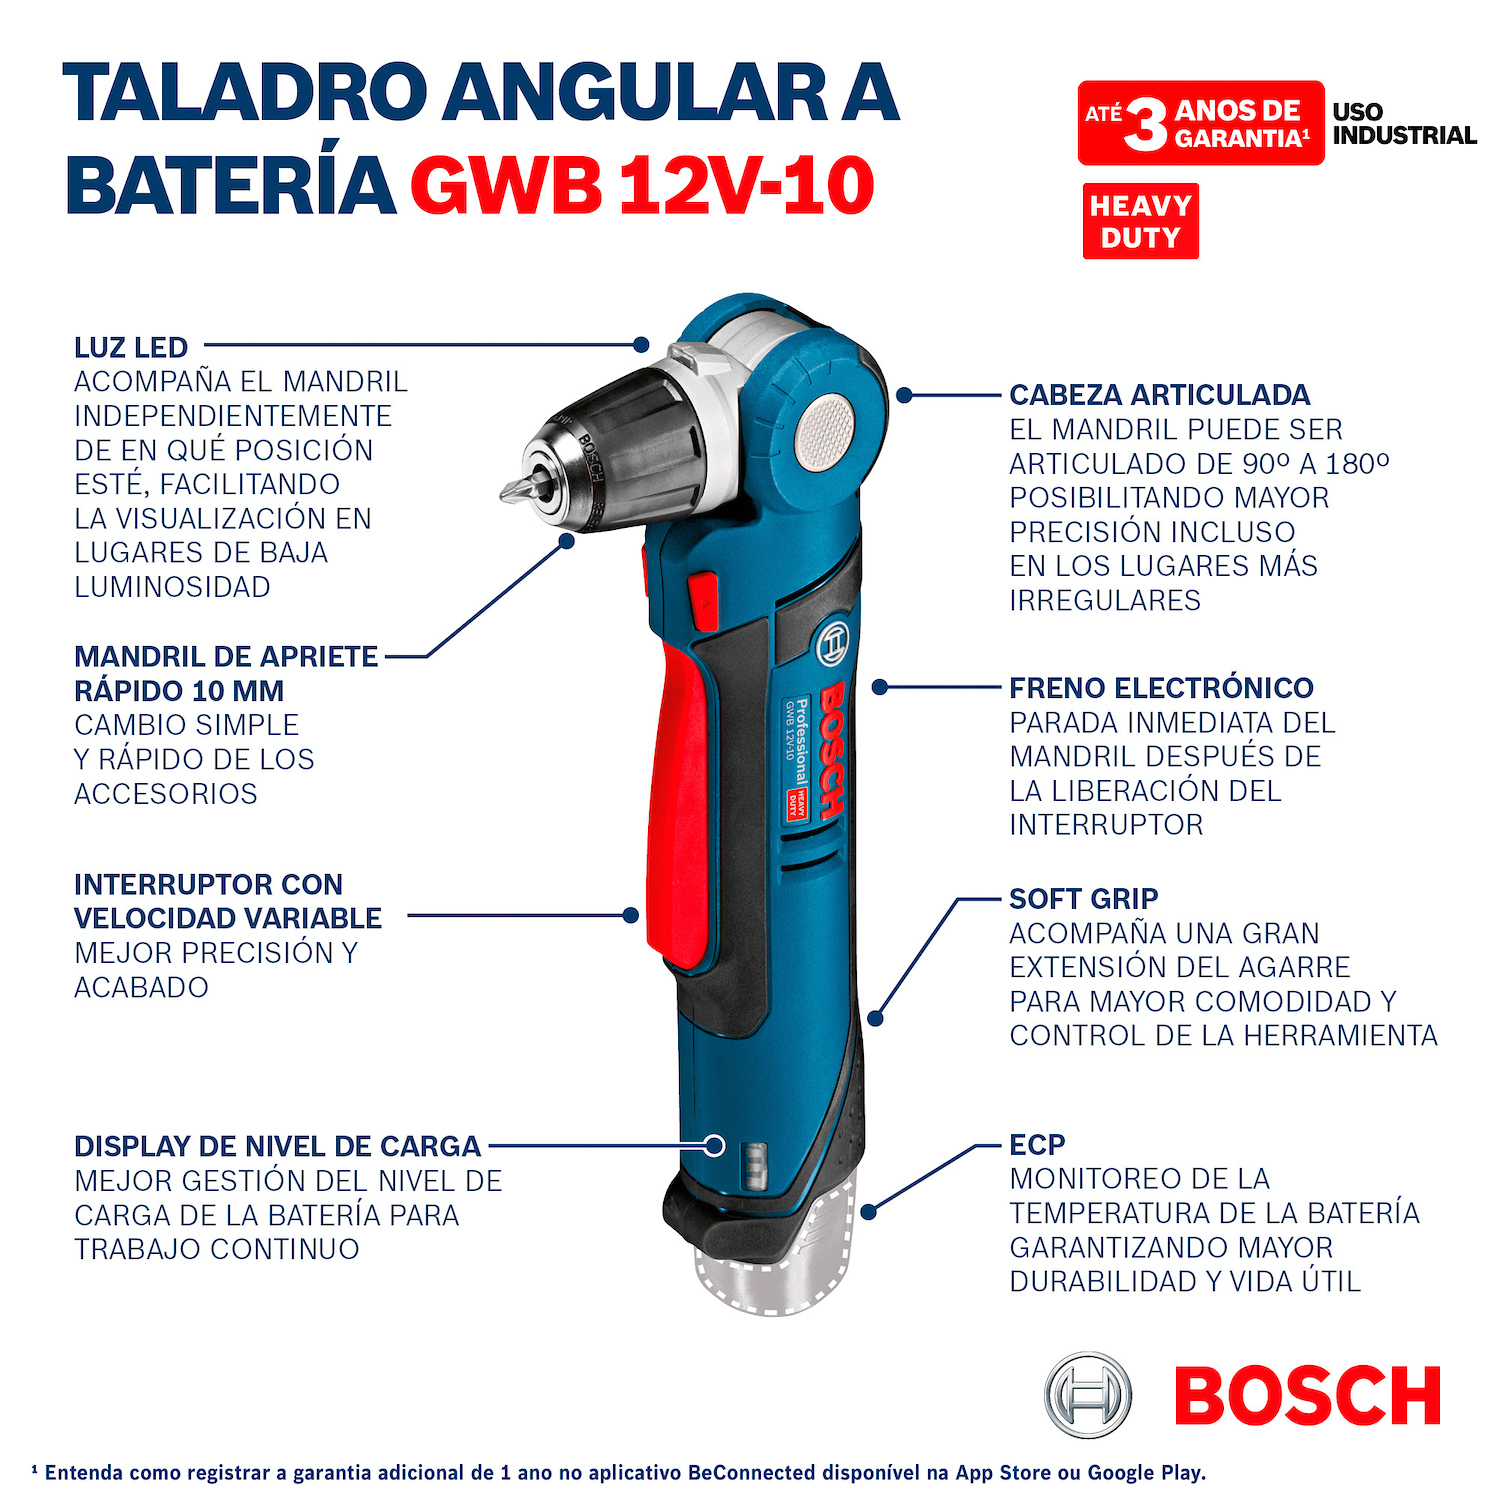 TALADRO ANGULAR A
BATERÍA GWB 12V-10
ATÉ 3 ANOS DE
GARANTIA¹
USO
INDUSTRIAL
HEAVY
DUTY
LUZ LED
ACOMPAÑA EL MANDRIL
INDEPENDIENTEMENTE
DE EN QUÉ POSICIÓN
ESTÉ, FACILITANDO
LA VISUALIZACIÓN EN
LUGARES DE BAJA
LUMINOSIDAD
MANDRIL DE APRIETE
RÁPIDO 10 MM
CAMBIO SIMPLE
Y RÁPIDO DE LOS
ACCESORIOS
INTERRUPTOR CON
VELOCIDAD VARIABLE
MEJOR PRECISIÓN Y
ACABADO
DISPLAY DE NIVEL DE CARGA
MEJOR GESTIÓN DEL NIVEL DE
CARGA DE LA BATERÍA PARA
TRABAJO CONTINUO
BOSCH
BOSCH
Professional
GWB 12V-10
HEAVY
DUTY
CABEZA ARTICULADA
EL MANDRIL PUEDE SER
ARTICULADO DE 90º A 180º
POSIBILITANDO MAYOR
PRECISIÓN INCLUSO
EN LOS LUGARES MÁS
IRREGULARES
FRENO ELECTRÓNICO
PARADA INMEDIATA DEL
MANDRIL DESPUÉS DE
LA LIBERACIÓN DEL
INTERRUPTOR
SOFT GRIP
ACOMPAÑA UNA GRAN
EXTENSIÓN DEL AGARRE
PARA MAYOR COMODIDAD Y
CONTROL DE LA HERRAMIENTA
ECP
MONITOREO DE LA
TEMPERATURA DE LA BATERÍA
GARANTIZANDO MAYOR
DURABILIDAD Y VIDA ÚTIL
BOSCH
¹ Entenda como registrar a garantia adicional de 1 ano no aplicativo BeConnected disponível na App Store ou Google Play.